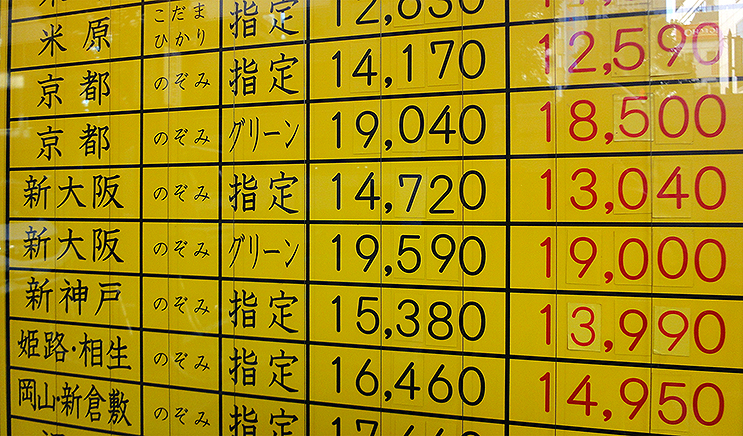 米原 こだま ひかり 指定 12,630
京都 のぞみ 指定 14,170 12,590
京都 のぞみ グリーン 19,040 18,500
新大阪 のぞみ 指定 14,720 13,040
新大阪 のぞみ グリーン 19,590 19,000
新神戸 のぞみ 指定 15,380 13,990
姫路・相生 のぞみ 指定 16,460 14,950
岡山・新倉敷 のぞみ 指定